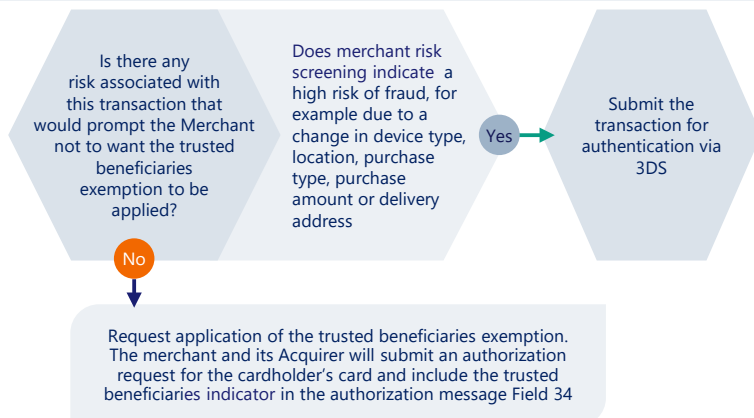 Is there any
risk associated with
this transaction that
would prompt the Merchant
not to want the trusted
beneficiaries
exemption to be
applied?
Does merchant risk
screening indicate a
high risk of fraud, for
example due to a
change in device type,
location, purchase
type, purchase
amount or delivery
address
Yes
Submit the
transaction for
authentication via
3DS
No
Request application of the trusted beneficiaries exemption.
The merchant and its Acquirer will submit an authorization
request for the cardholder’s card and include the trusted
beneficiaries indicator in the authorization message Field 34